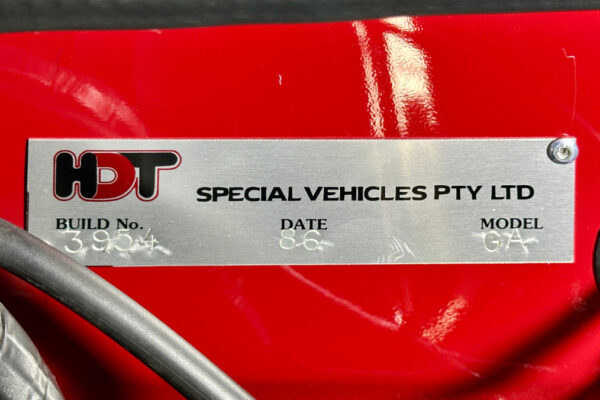 HDT
SPECIAL VEHICLES PTY LTD
BUILD No. DATE MODEL
3954 86 GA